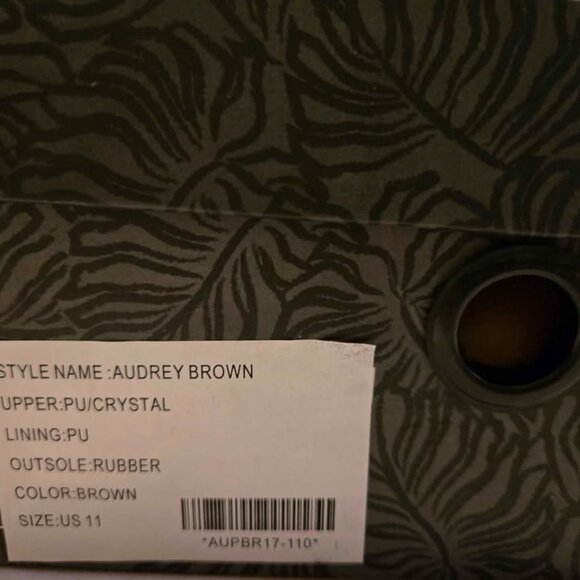 STYLE NAME :AUDREY BROWN
UPPER:PU/CRYSTAL
LINING:PU
OUTSOLE:RUBBER
COLOR:BROWN
SIZE:US 11
*AUPBR17-110*